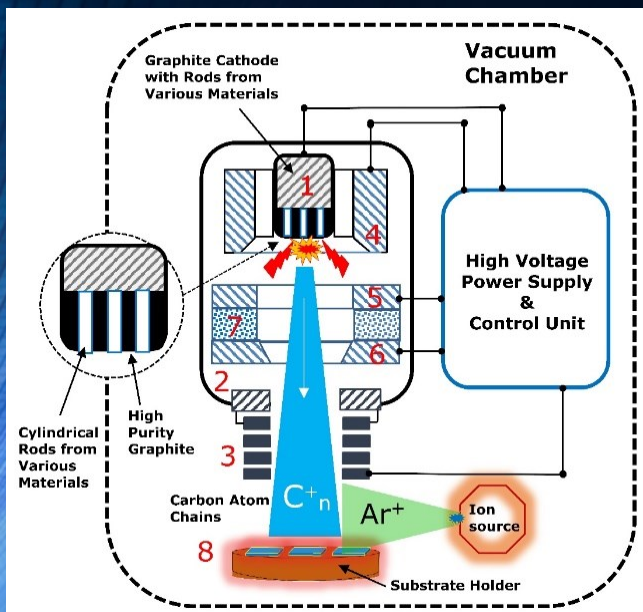 Vacuum
Chamber
Graphite Cathode
with Rods from
Various Materials
1
4
High Voltage
Power Supply
&
Control Unit
5
7
6
2
3
Cylindrical
Rods from
Various
Materials
High
Purity
Graphite
Carbon Atom
Chains
C+n
Ar+
Ion
source
8
Substrate Holder